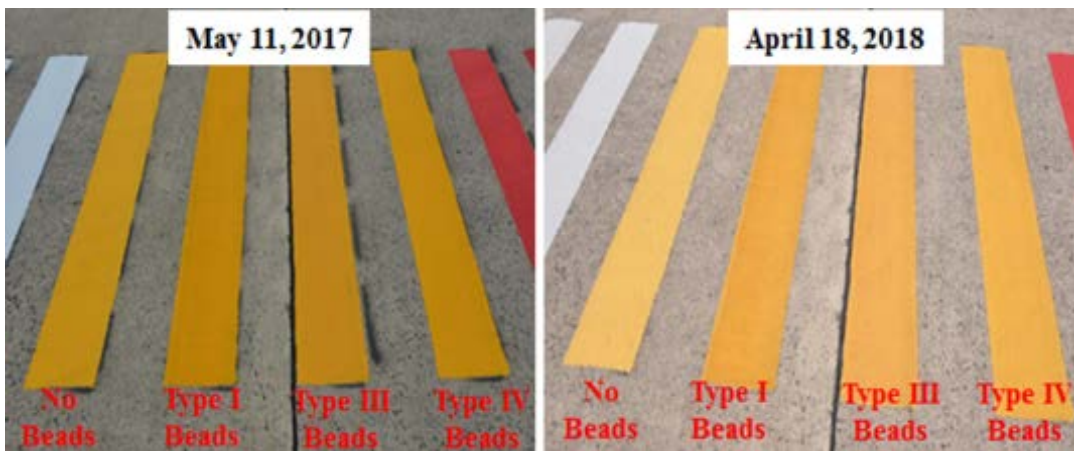 May 11, 2017
April 18, 2018
No
Beads
Type I
Beads
Type III
Beads
Type IV
Beads
No
Beads
Type I
Beads
Type III
Beads
Type IV
Beads